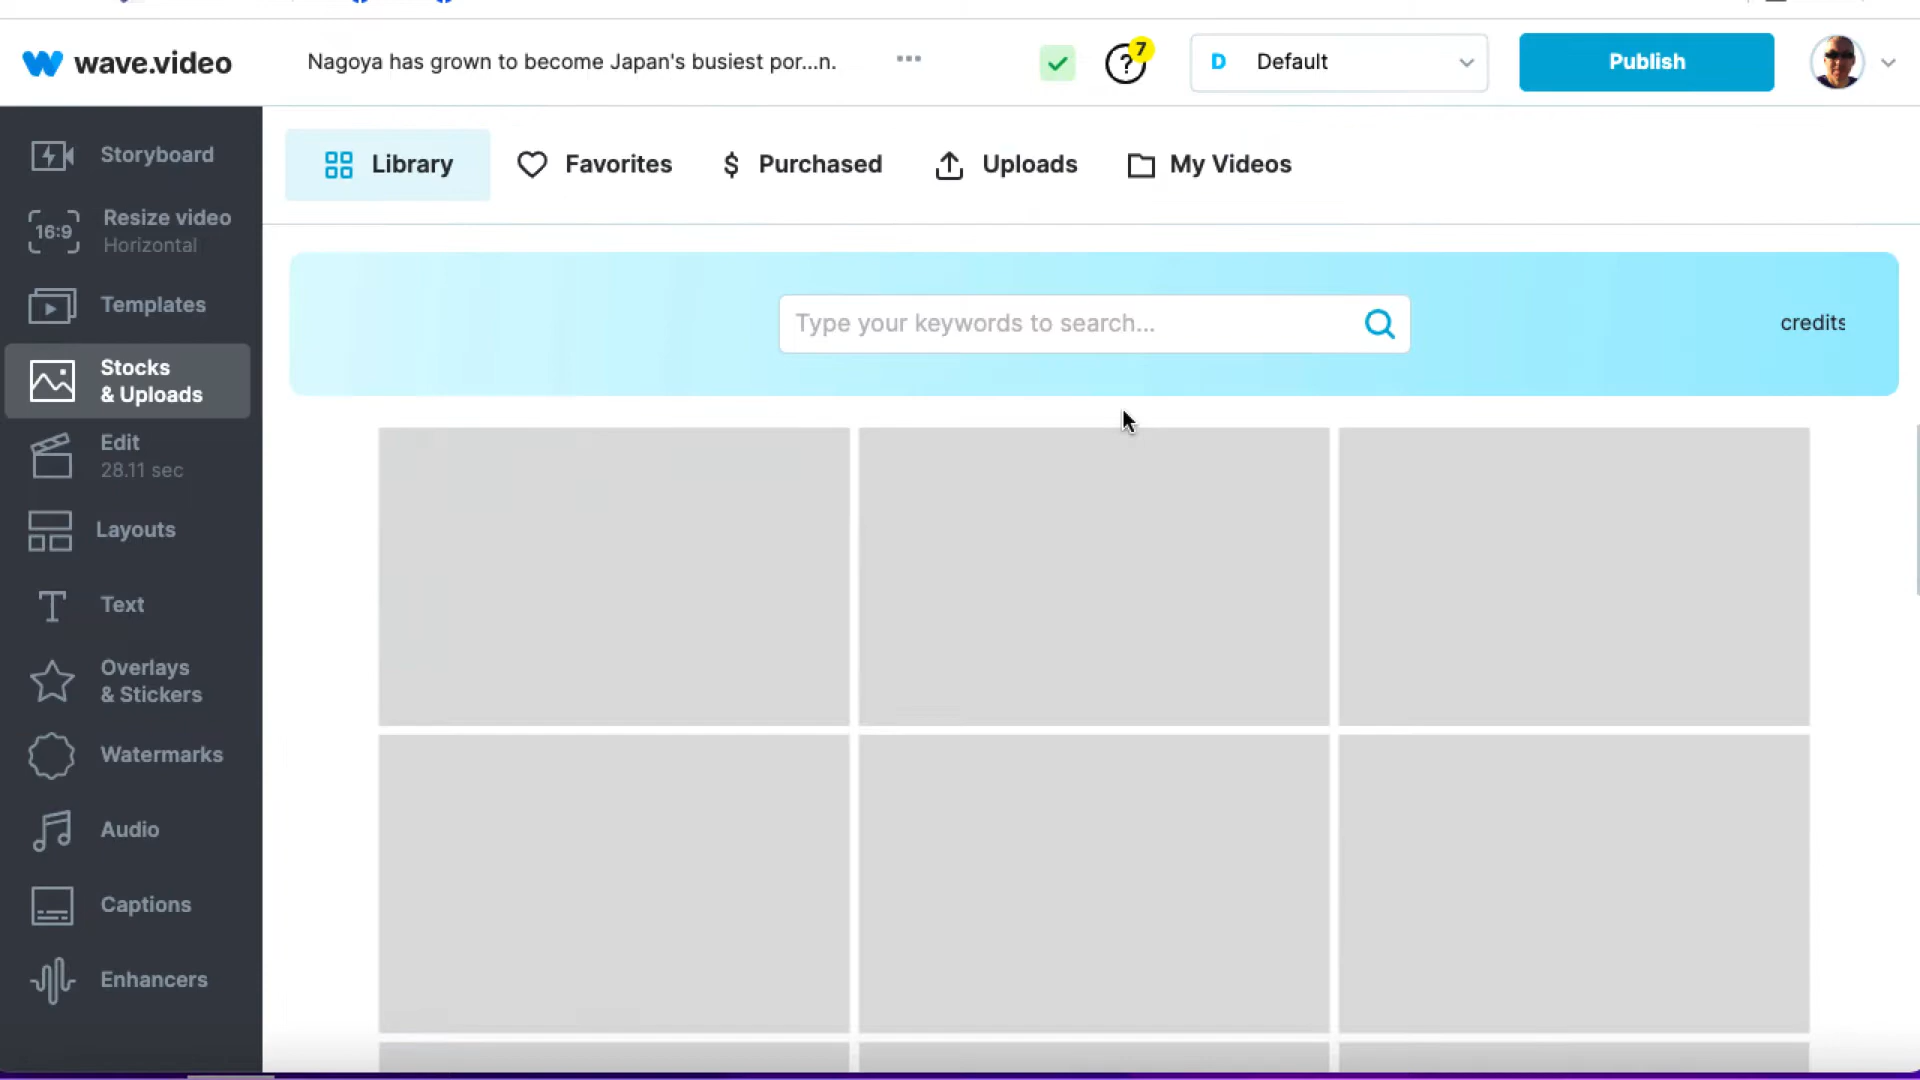 wave.video
Nagoya has grown to become Japan's busiest por...n.
7
?
D Default
Publish
Storyboard
16:9
Resize video
Horizontal
Templates
Stocks
& Uploads
Edit
28.11 sec
Layouts
Text
Overlays
& Stickers
Watermarks
Audio
Captions
Enhancers
Library
Favorites
$ Purchased
Uploads
My Videos
Type your keywords to search...
credits